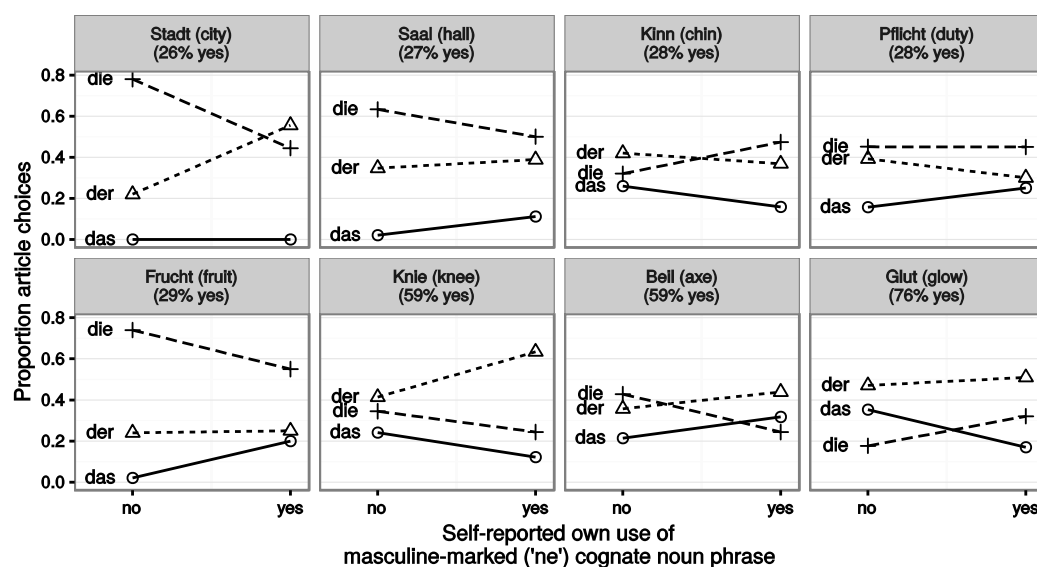 Stadt (city)
(26% yes)
Saal (hall)
(27% yes)
Kinn (chin)
(28% yes)
Pflicht (duty)
(28% yes)
0.8
0.6
0.4
0.2
0.0
die
der
das
die
der
das
der
die
das
die
der
das
Frucht (fruit)
(29% yes)
Knie (knee)
(59% yes)
Beil (axe)
(59% yes)
Glut (glow)
(76% yes)
0.8
0.6
0.4
0.2
0.0
die
der
das
der
die
das
die
der
das
der
das
die
no
yes
no
yes
no
yes
no
yes
Proportion article choices
Self-reported own use of
masculine-marked ('ne') cognate noun phrase